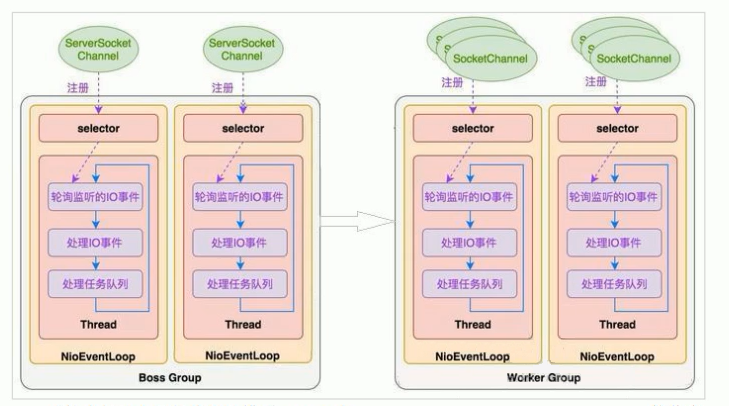 ServerSocket
Channel
ServerSocket
Channel
SocketChannel
SocketChannel
注册
注册
注册
注册
selector
selector
selector
selector
轮询监听的IO事件
轮询监听的IO事件
轮询监听的IO事件
轮询监听的IO事件
处理IO事件
处理IO事件
处理IO事件
处理IO事件
处理任务队列
处理任务队列
处理任务队列
处理任务队列
Thread
Thread
Thread
Thread
NioEventLoop
NioEventLoop
NioEventLoop
NioEventLoop
Boss Group
Worker Group